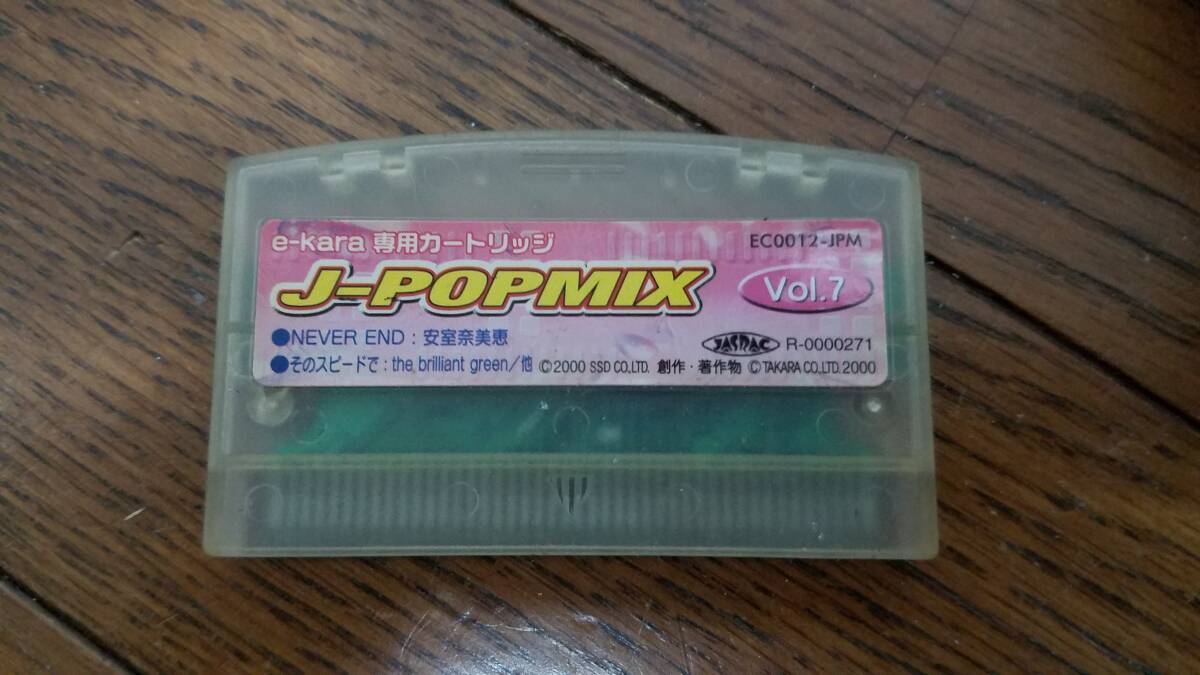 e-kara 専用カートリッジ
EC0012-JPM
J-POPMIX
Vol.7
●NEVER END : 安室奈美恵
JASRAC R-0000271
●そのスピードで : the brilliant green/他
©2000 SSD CO.,LTD. 創作・著作物 ©TAKARA CO.,LTD. 2000